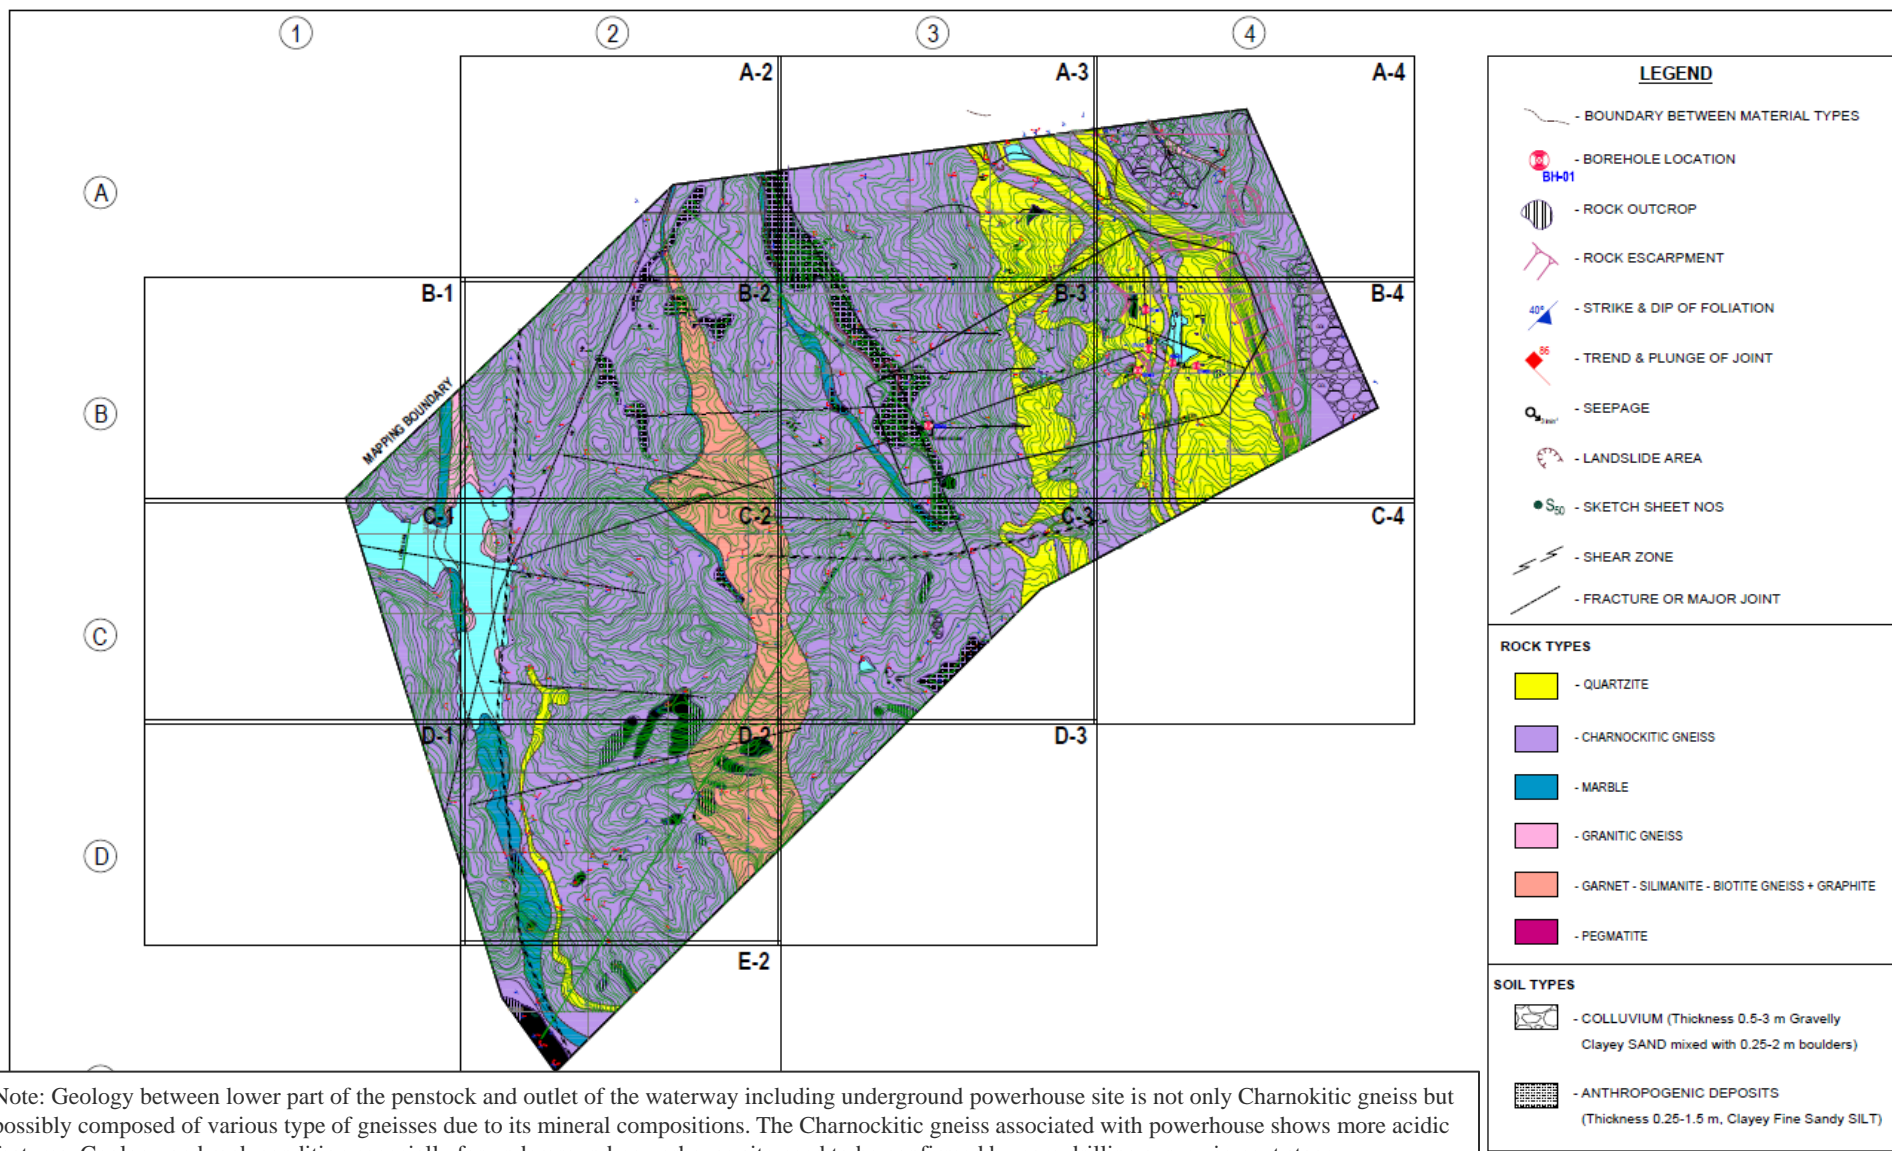 1 2 3 4
A-2 A-3 A-4
A
B-1 B-2 B-3 B-4
MAPPING BOUNDARY
B
C-1 C-2 C-3 C-4
C
D-1 D-2 D-3
D
E-2
LEGEND
- BOUNDARY BETWEEN MATERIAL TYPES
- BOREHOLE LOCATION
BH-01
- ROCK OUTCROP
- ROCK ESCARPMENT
40°
- STRIKE & DIP OF FOLIATION
86
- TREND & PLUNGE OF JOINT
- SEEPAGE
- LANDSLIDE AREA
S50 - SKETCH SHEET NOS
- SHEAR ZONE
- FRACTURE OR MAJOR JOINT
ROCK TYPES
- QUARTZITE
- CHARNOCKITIC GNEISS
- MARBLE
- GRANITIC GNEISS
- GARNET - SILIMANITE - BIOTITE GNEISS + GRAPHITE
- PEGMATITE
SOIL TYPES
- COLLUVIUM (Thickness 0.5-3 m Gravelly
Clayey SAND mixed with 0.25-2 m boulders)
- ANTHROPOGENIC DEPOSITS
(Thickness 0.25-1.5 m, Clayey Fine Sandy SILT)
Note: Geology between lower part of the penstock and outlet of the waterway including underground powerhouse site is not only Charnokitic gneiss but
possibly composed of various type of gneisses due to its mineral compositions. The Charnockitic gneiss associated with powerhouse shows more acidic